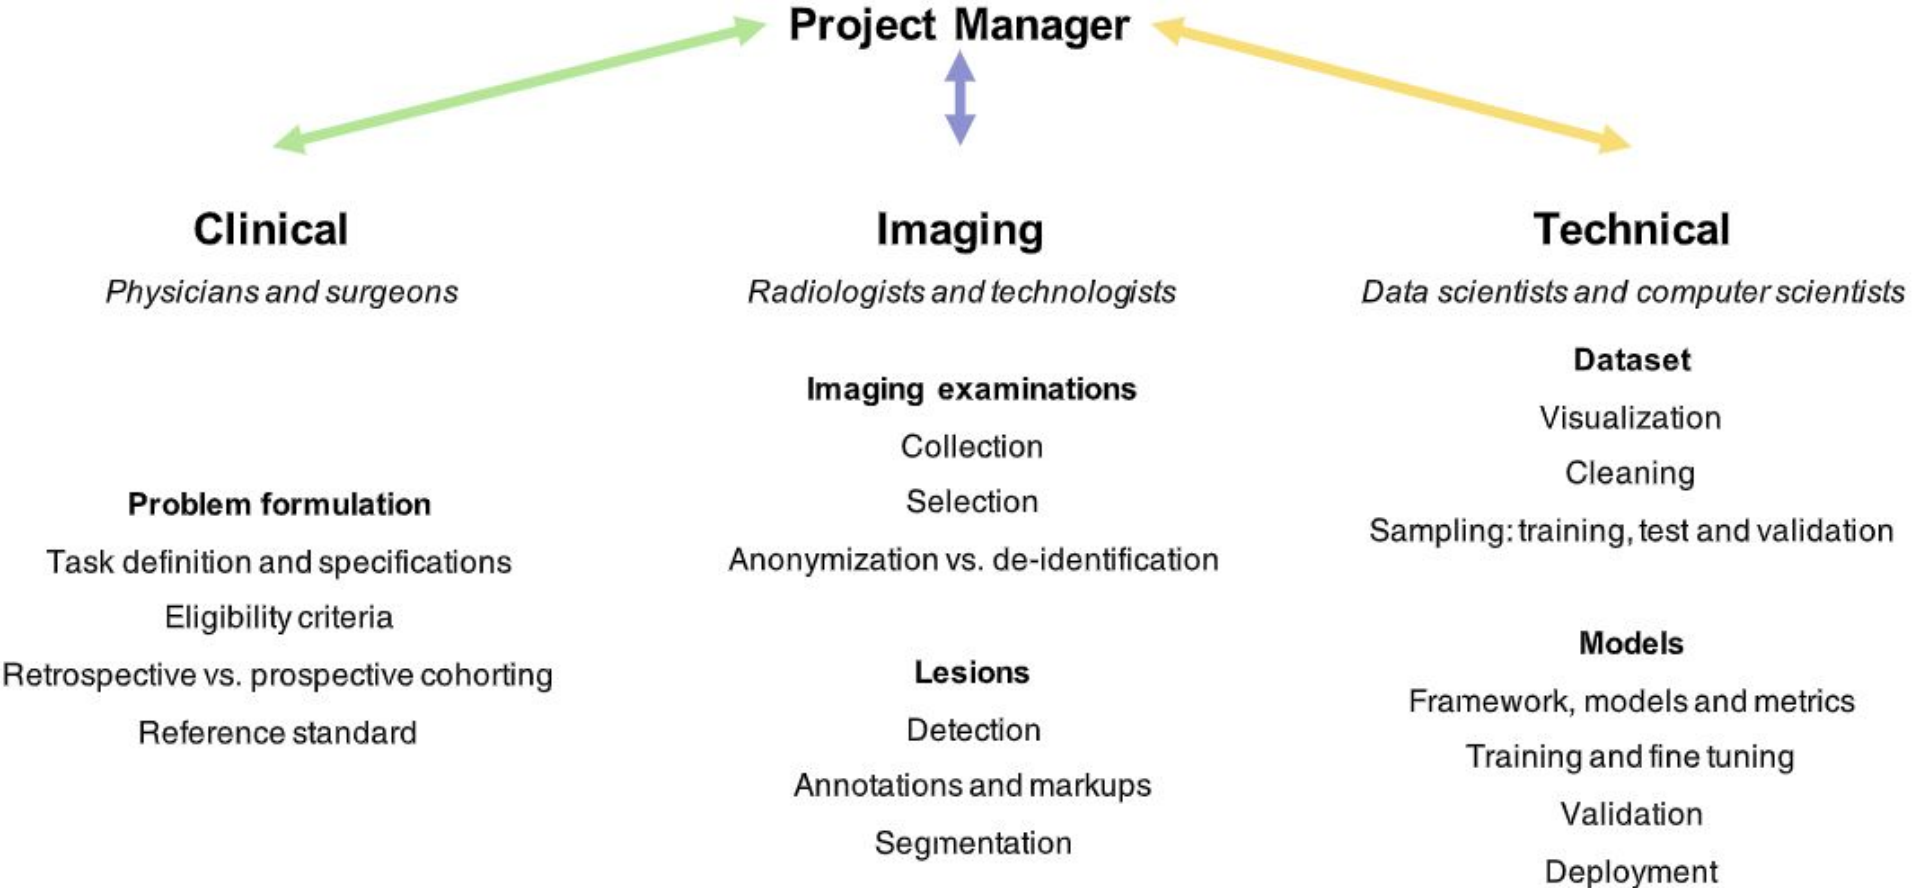 Project Manager
Clinical
Physicians and surgeons
Problem formulation
Task definition and specifications
Eligibility criteria
Retrospective vs. prospective cohorting
Reference standard
Imaging
Radiologists and technologists
Imaging examinations
Collection
Selection
Anonymization vs. de-identification
Lesions
Detection
Annotations and markups
Segmentation
Technical
Data scientists and computer scientists
Dataset
Visualization
Cleaning
Sampling: training, test and validation
Models
Framework, models and metrics
Training and fine tuning
Validation
Deployment